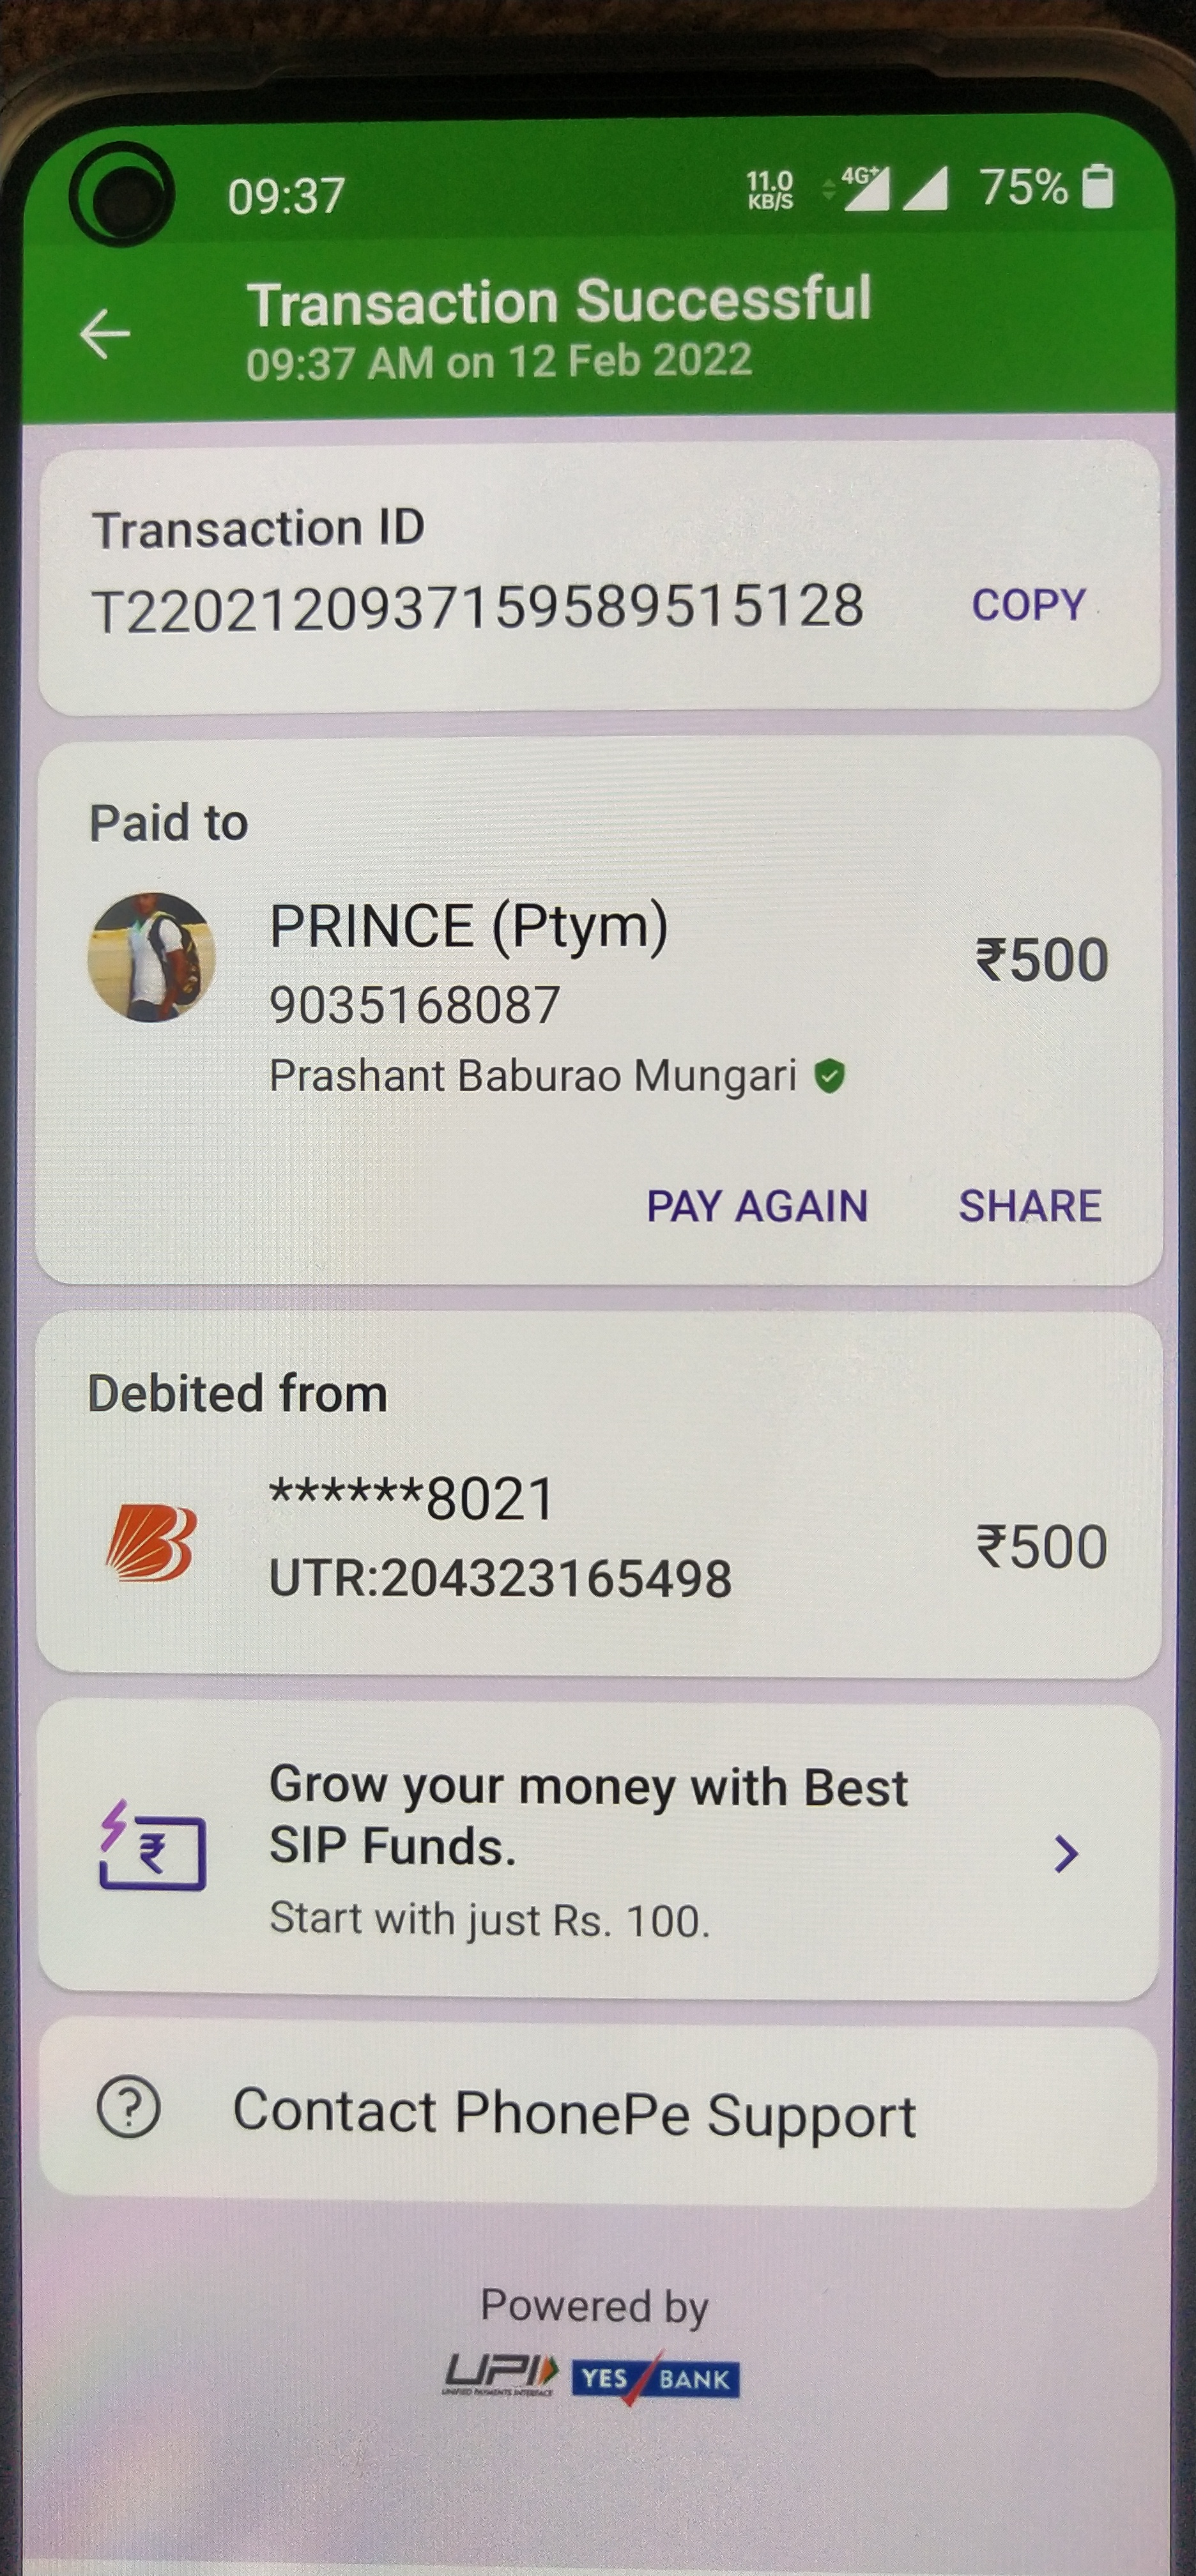 09:37
11.0
KB/S
4G+
75%
Transaction Successful
09:37 AM on 12 Feb 2022
Transaction ID
T2202120937159589515128
COPY
Paid to
PRINCE (Ptym)
₹500
9035168087
Prashant Baburao Mungari
PAY AGAIN
SHARE
Debited from
******8021
₹500
UTR:204323165498
Grow your money with Best
SIP Funds.
Start with just Rs. 100.
Contact PhonePe Support
Powered by
UPI
UNIFIED PAYMENTS INTERFACE
YES BANK